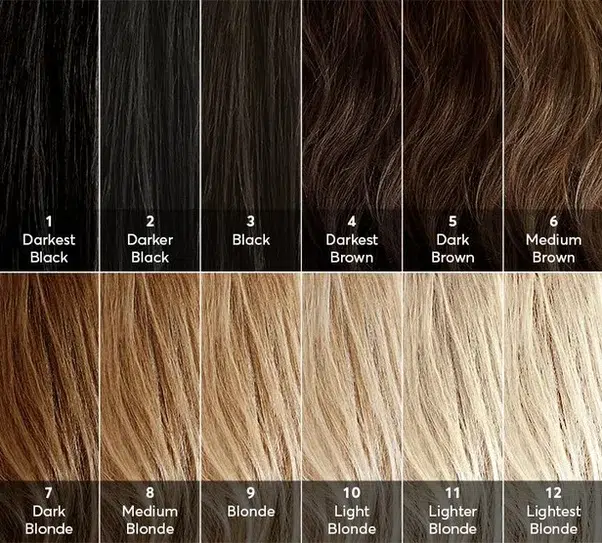 1
Darkest
Black
2
Darker
Black
3
Black
4
Darkest
Brown
5
Dark
Brown
6
Medium
Brown
7
Dark
Blonde
8
Medium
Blonde
9
Blonde
10
Light
Blonde
11
Lighter
Blonde
12
Lightest
Blonde